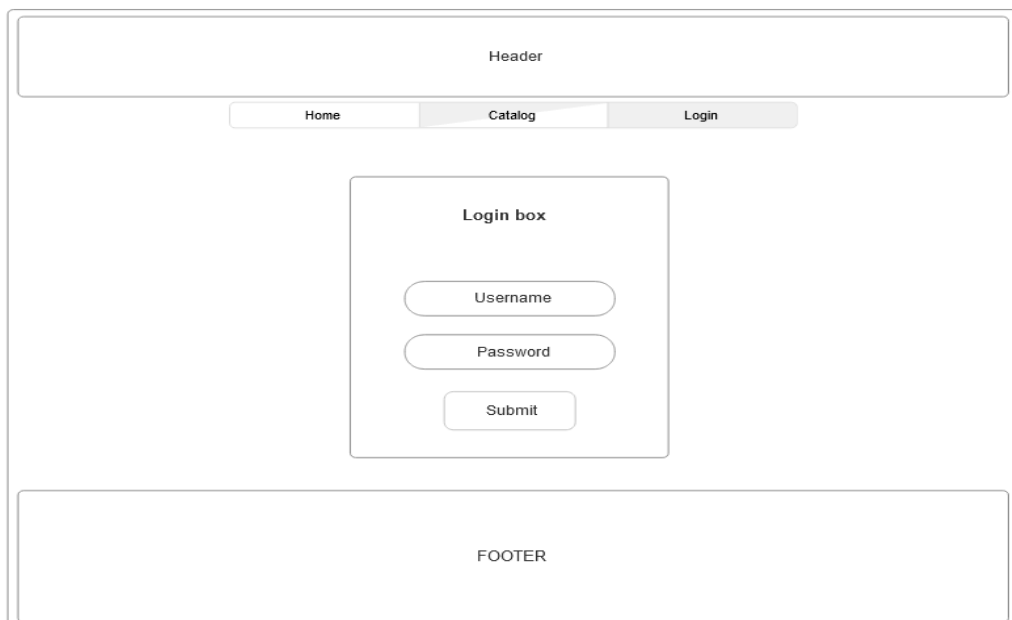 Header
Home Catalog Login
Login box
Username
Password
Submit
FOOTER